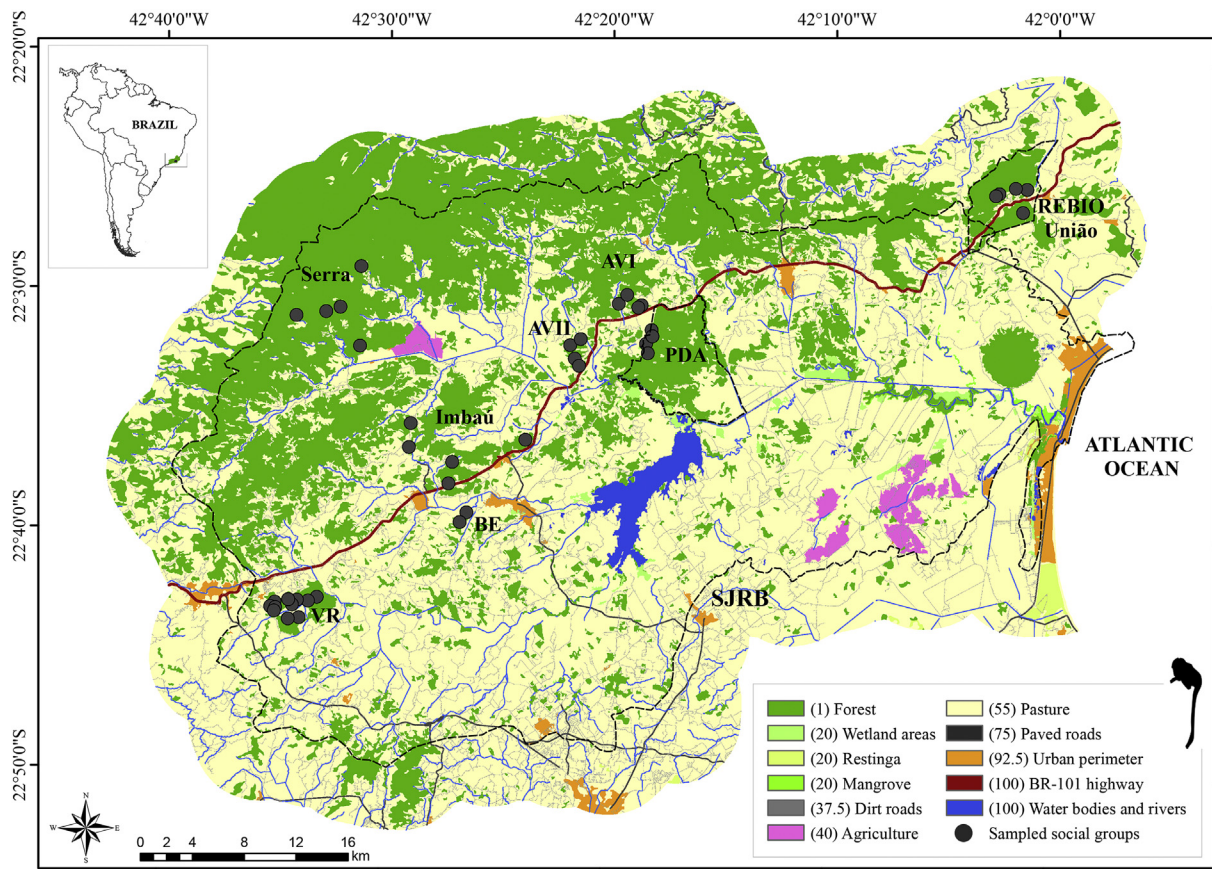 42°40'0"W 42°30'0"W 42°20'0"W 42°10'0"W 42°0'0"W
22°20'0"S
22°30'0"S
22°40'0"S
22°50'0"S
BRAZIL
REBIO
União
Serra
AVI
AVII
PDA
Imbaú
ATLANTIC
OCEAN
BE
SJRB
VR
(1) Forest
(20) Wetland areas
(20) Restinga
(20) Mangrove
(37.5) Dirt roads
(40) Agriculture
(55) Pasture
(75) Paved roads
(92.5) Urban perimeter
(100) BR-101 highway
(100) Water bodies and rivers
Sampled social groups
N
W E
S
0 2 4 8 12 16
km